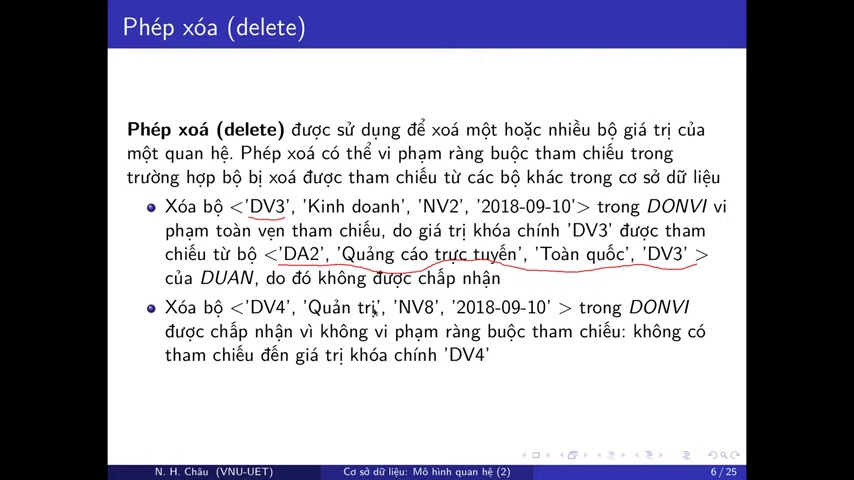 Phép xóa (delete)
Phép xoá (delete) được sử dụng để xoá một hoặc nhiều bộ giá trị của
một quan hệ. Phép xoá có thể vi phạm ràng buộc tham chiếu trong
trường hợp bộ bị xoá được tham chiếu từ các bộ khác trong cơ sở dữ liệu
Xóa bộ <'DV3', 'Kinh doanh', 'NV2', '2018-09-10'> trong DONVI vi
phạm toàn vẹn tham chiếu, do giá trị khóa chính 'DV3' được tham
chiếu từ bộ <'DA2', 'Quảng cáo trực tuyến', 'Toàn quốc', 'DV3' >
của DUAN, do đó không được chấp nhận
Xóa bộ <'DV4', 'Quản trị', 'NV8', '2018-09-10' > trong DONVI
được chấp nhận vì không vi phạm ràng buộc tham chiếu: không có
tham chiếu đến giá trị khóa chính 'DV4'
N. H. Châu (VNU-UET) Cơ sở dữ liệu: Mô hình quan hệ (2) 6 / 25